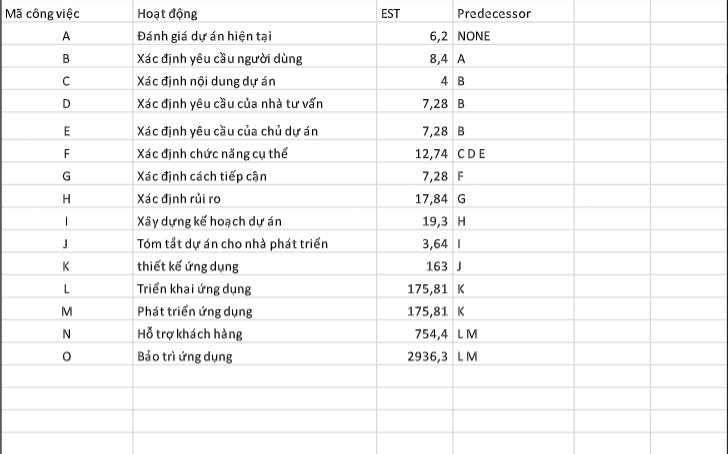 Mã công việc Hoạt động EST Predecessor
A Đánh giá dự án hiện tại 6,2 NONE
B Xác định yêu cầu người dùng 8,4 A
C Xác định nội dung dự án 4 B
D Xác định yêu cầu của nhà tư vấn 7,28 B
E Xác định yêu cầu của chủ dự án 7,28 B
F Xác định chức năng cụ thể 12,74 C D E
G Xác định cách tiếp cận 7,28 F
H Xác định rủi ro 17,84 G
I Xây dựng kế hoạch dự án 19,3 H
J Tóm tắt dự án cho nhà phát triển 3,64 I
K thiết kế ứng dụng 163 J
L Triển khai ứng dụng 175,81 K
M Phát triển ứng dụng 175,81 K
N Hỗ trợ khách hàng 754,4 L M
O Bảo trì ứng dụng 2936,3 L M